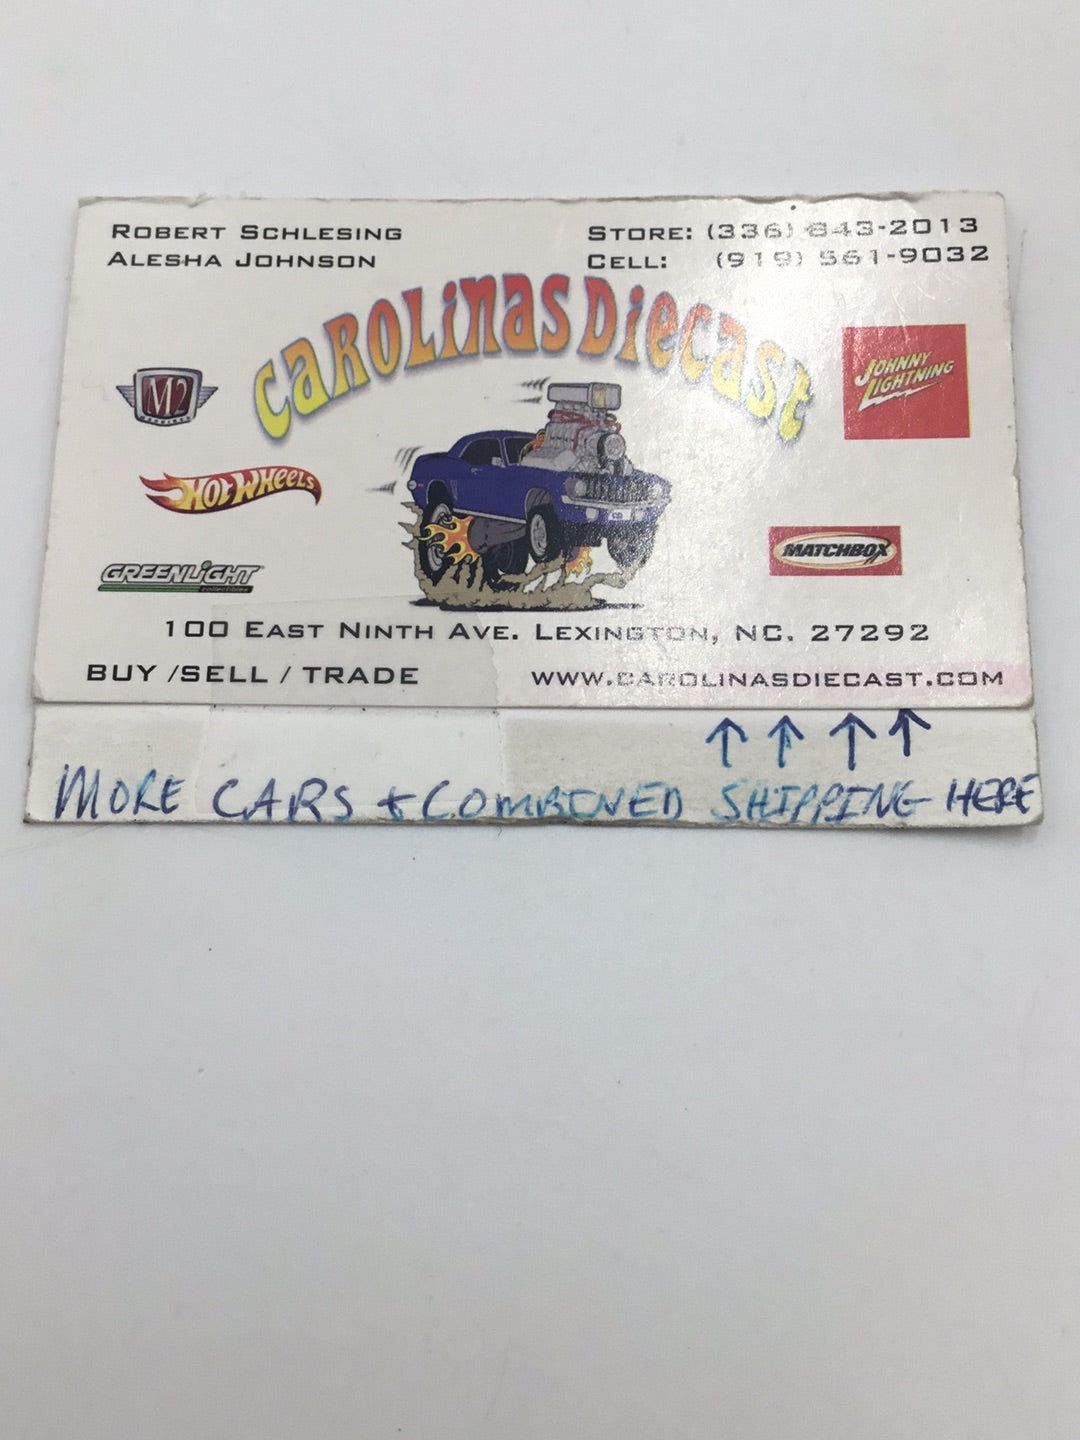 ROBERT SCHLESING
ALESHA JOHNSON
STORE: (336) 843-2013
CELL: (919) 561-9032
CAROLINAS DIECAST
M2
JOHNNY
LIGHTNING
HOT WHEELS
MATCHBOX
GREENLIGHT
collectibles
100 EAST NINTH AVE. LEXINGTON, NC. 27292
BUY /SELL / TRADE
WWW.CAROLINASDIECAST.COM
↑ ↑ ↑ ↑
MORE CARS + COMBINED SHIPPING HERE